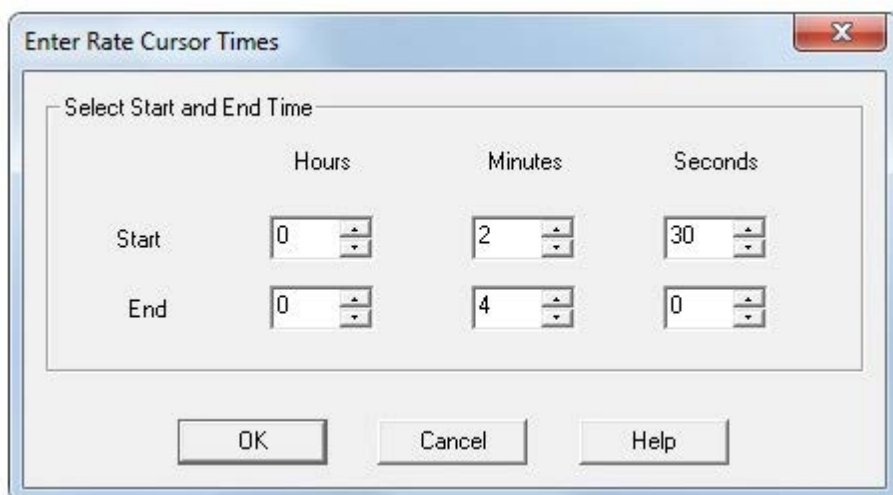 Enter Rate Cursor Times
Select Start and End Time
Hours Minutes Seconds
Start 0 2 30
End 0 4 0
OK Cancel Help